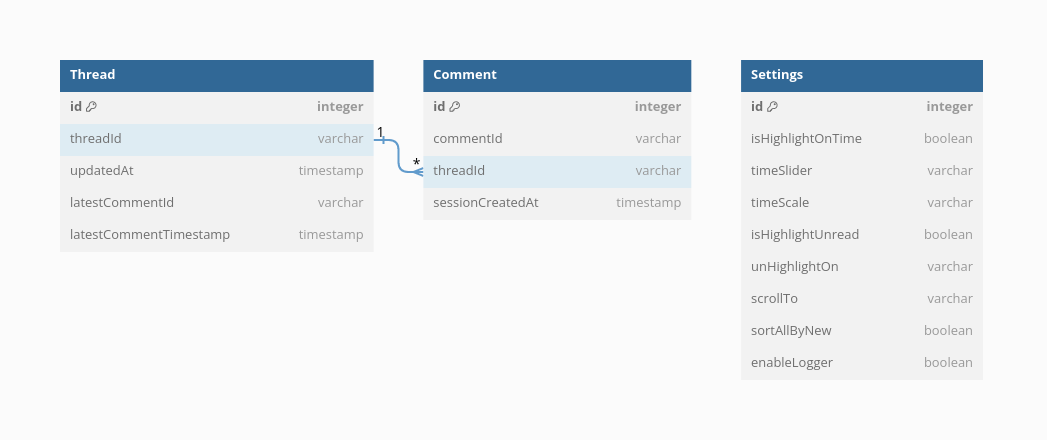 Thread
id integer
threadId varchar
updatedAt timestamp
latestCommentId varchar
latestCommentTimestamp timestamp
1
*
Comment
id integer
commentId varchar
threadId varchar
sessionCreatedAt timestamp
Settings
id integer
isHighlightOnTime boolean
timeSlider varchar
timeScale varchar
isHighlightUnread boolean
unHighlightOn varchar
scrollTo varchar
sortAllByNew boolean
enableLogger boolean